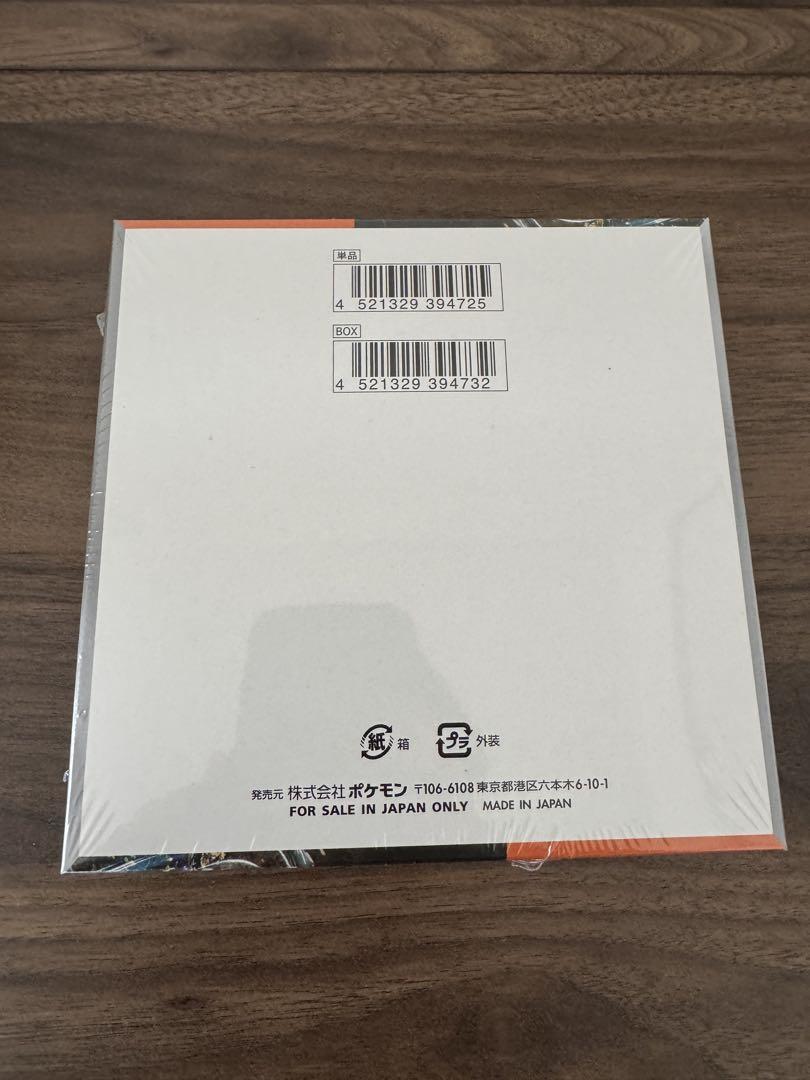 単品
4 521329 394725
BOX
4 521329 394732
紙 箱 プラ 外装
発売元 株式会社 ポケモン 〒106-6108 東京都港区六本木6-10-1
FOR SALE IN JAPAN ONLY MADE IN JAPAN